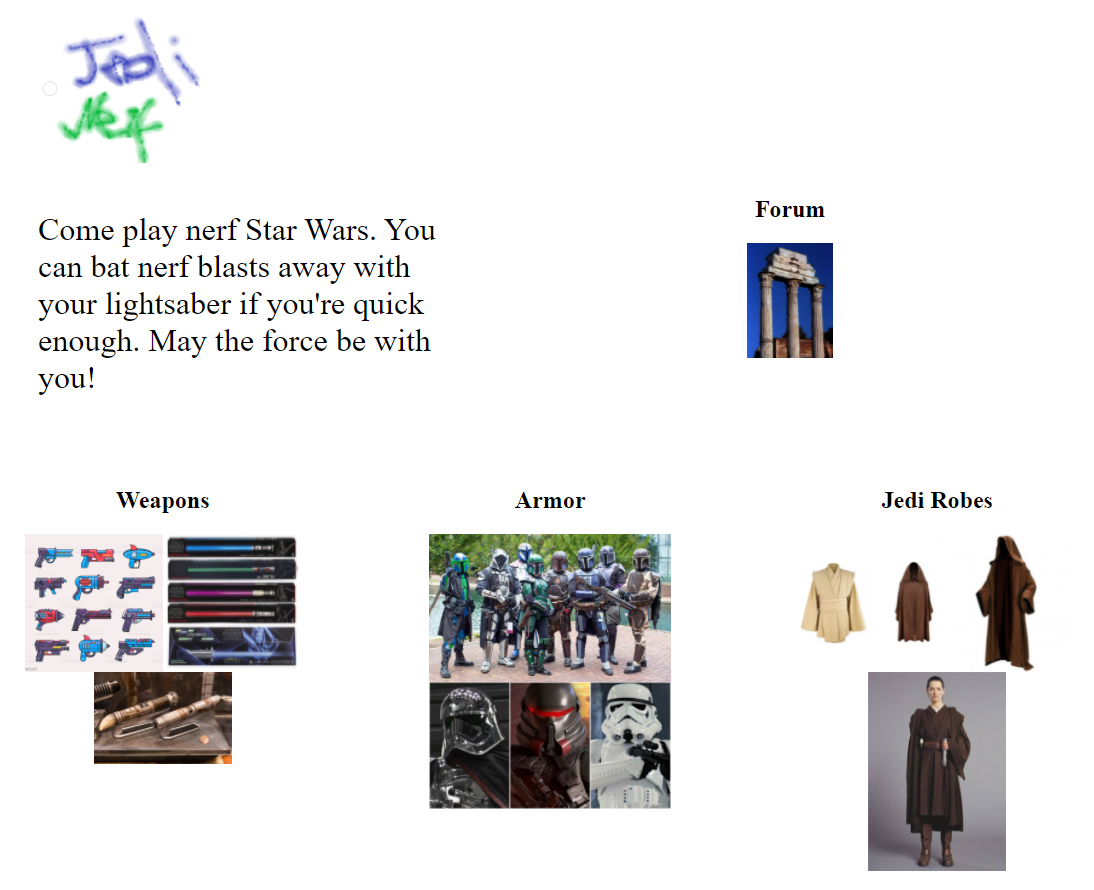 Jedi
Nerf
Forum
Come play nerf Star Wars. You
can bat nerf blasts away with
your lightsaber if you're quick
enough. May the force be with
you!
Weapons
Armor
Jedi Robes